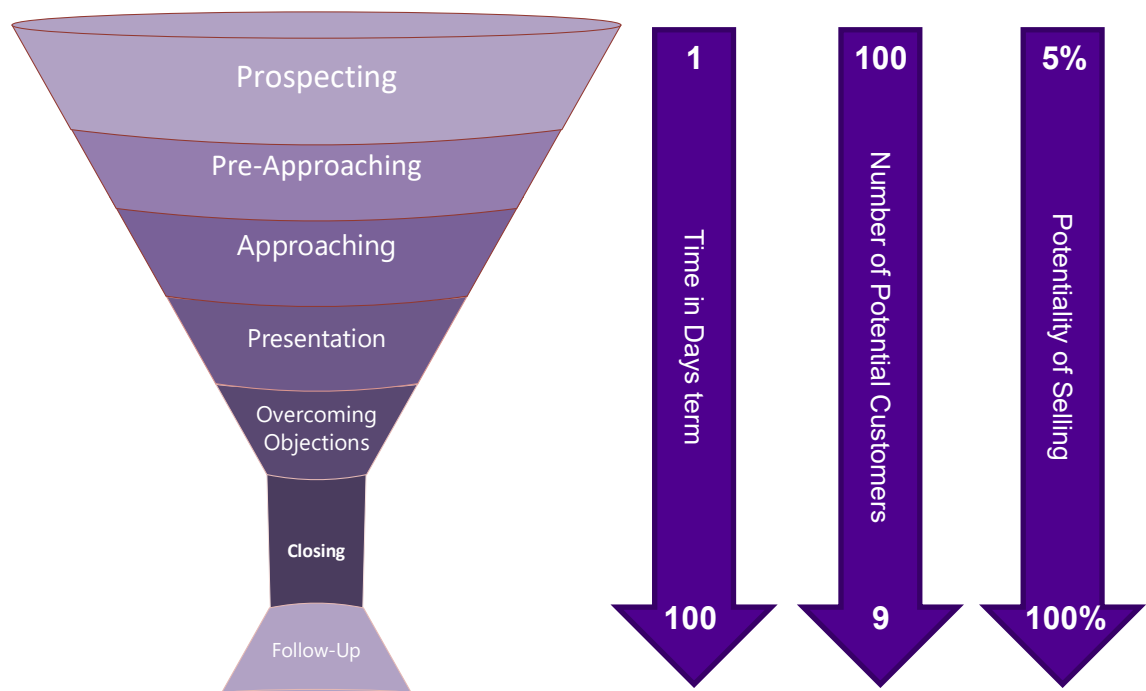 Prospecting
Pre-Approaching
Approaching
Presentation
Overcoming
Objections
Closing
Follow-Up
1
Time in Days term
100
100
Number of Potential Customers
9
5%
Potentiality of Selling
100%